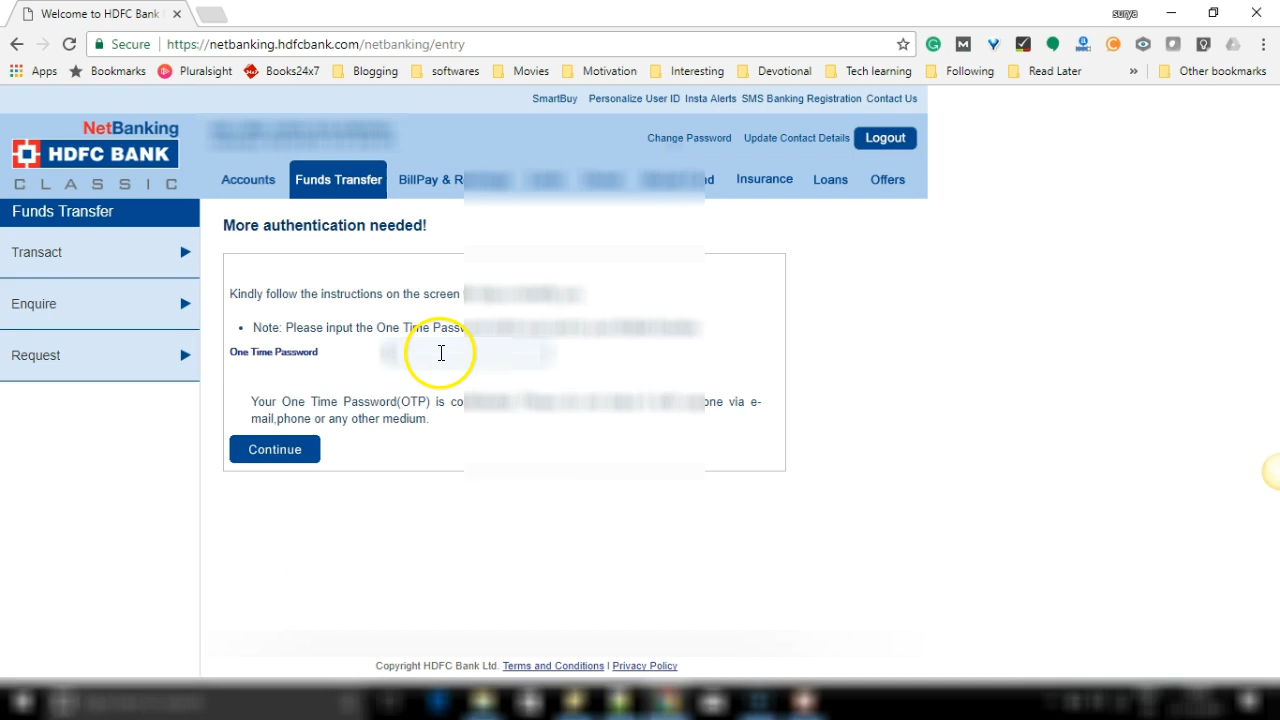 Welcome to HDFC Bank
surya
Secure | https://netbanking.hdfcbank.com/netbanking/entry
Apps Bookmarks Pluralsight Books24x7 Blogging softwares Movies Motivation Interesting Devotional Tech learning Following Read Later » Other bookmarks
SmartBuy Personalize User ID Insta Alerts SMS Banking Registration Contact Us
NetBanking
HDFC BANK
CLASSIC
Change Password Update Contact Details Logout
Accounts Funds Transfer BillPay & Insurance Loans Offers
Funds Transfer
Transact
Enquire
Request
More authentication needed!
Kindly follow the instructions on the screen
• Note: Please input the One Time
One Time Password
Your One Time Password(OTP) is via e-
mail,phone or any other medium.
Continue
Copyright HDFC Bank Ltd. Terms and Conditions | Privacy Policy